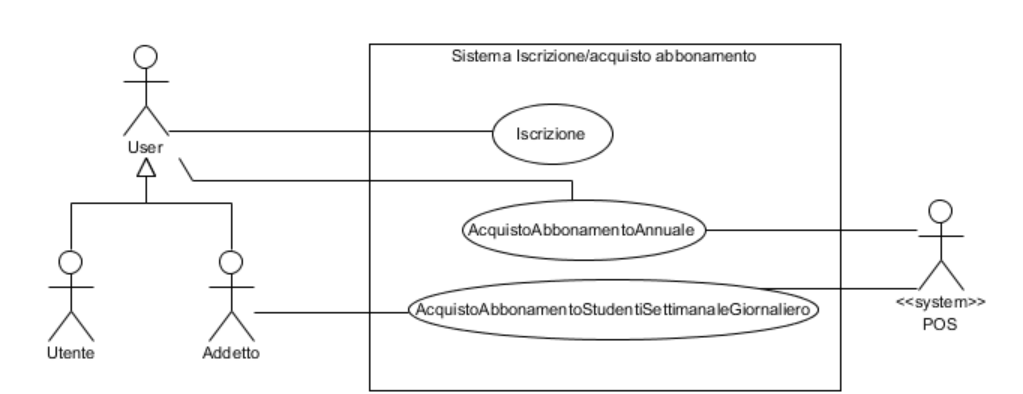 Sistema Iscrizione/acquisto abbonamento
Iscrizione
User
AcquistoAbbonamentoAnnuale
AcquistoAbbonamentoStudentiSettimanaleGiornaliero
<<system>>
POS
Utente
Addetto